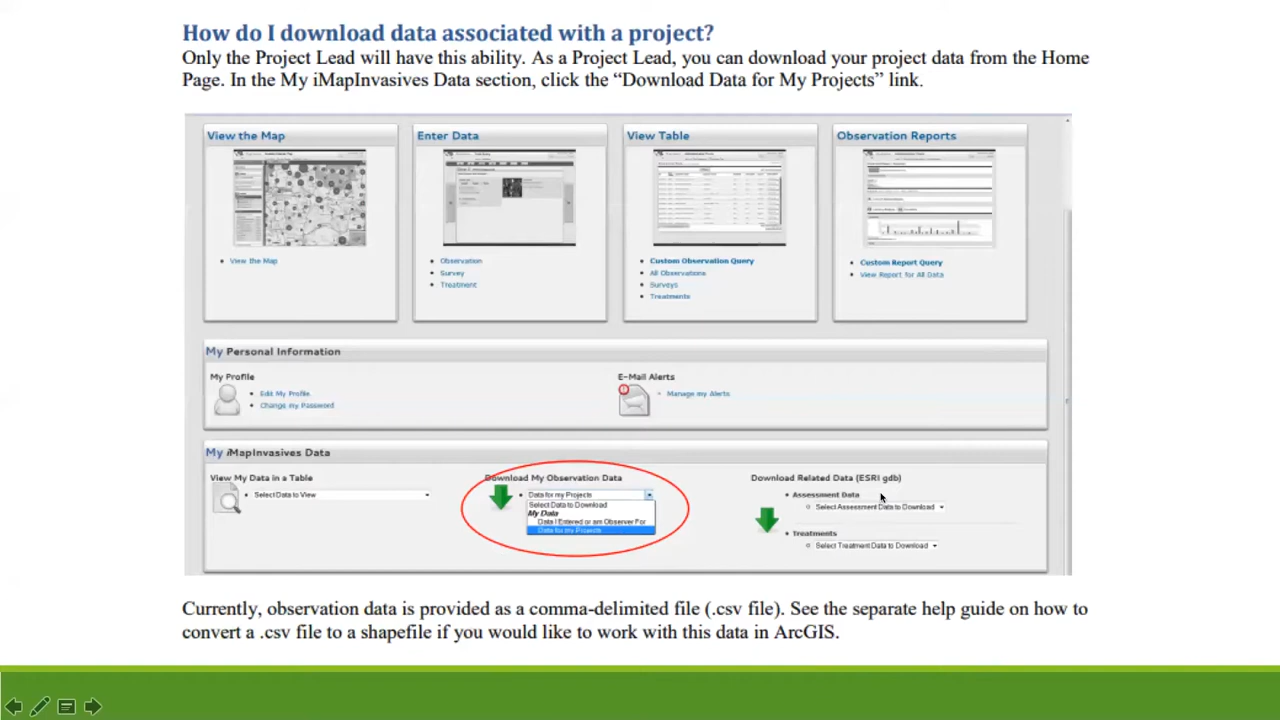 How do I download data associated with a project?
Only the Project Lead will have this ability. As a Project Lead, you can download your project data from the Home
Page. In the My iMapInvasives Data section, click the “Download Data for My Projects” link.
View the Map
Enter Data
View Table
Observation Reports
• View the Map
• Observation
• Survey
• Treatment
• Custom Observation Query
• All Observations
• Surveys
• Treatments
• Custom Report Query
• View Report for All Data
My Personal Information
My Profile
• Edit My Profile
• Change my Password
E-Mail Alerts
• Manage my Alerts
My iMapInvasives Data
View My Data in a Table
• Select Data to View
Download My Observation Data
• Data for my Projects
Select Data to Download
My Data
Data I Entered or am Observer For
Data for my Projects
Download Related Data (ESRI gdb)
• Assessment Data
Select Assessment Data to Download
• Treatments
Select Treatment Data to Download
Currently, observation data is provided as a comma-delimited file (.csv file). See the separate help guide on how to
convert a .csv file to a shapefile if you would like to work with this data in ArcGIS.